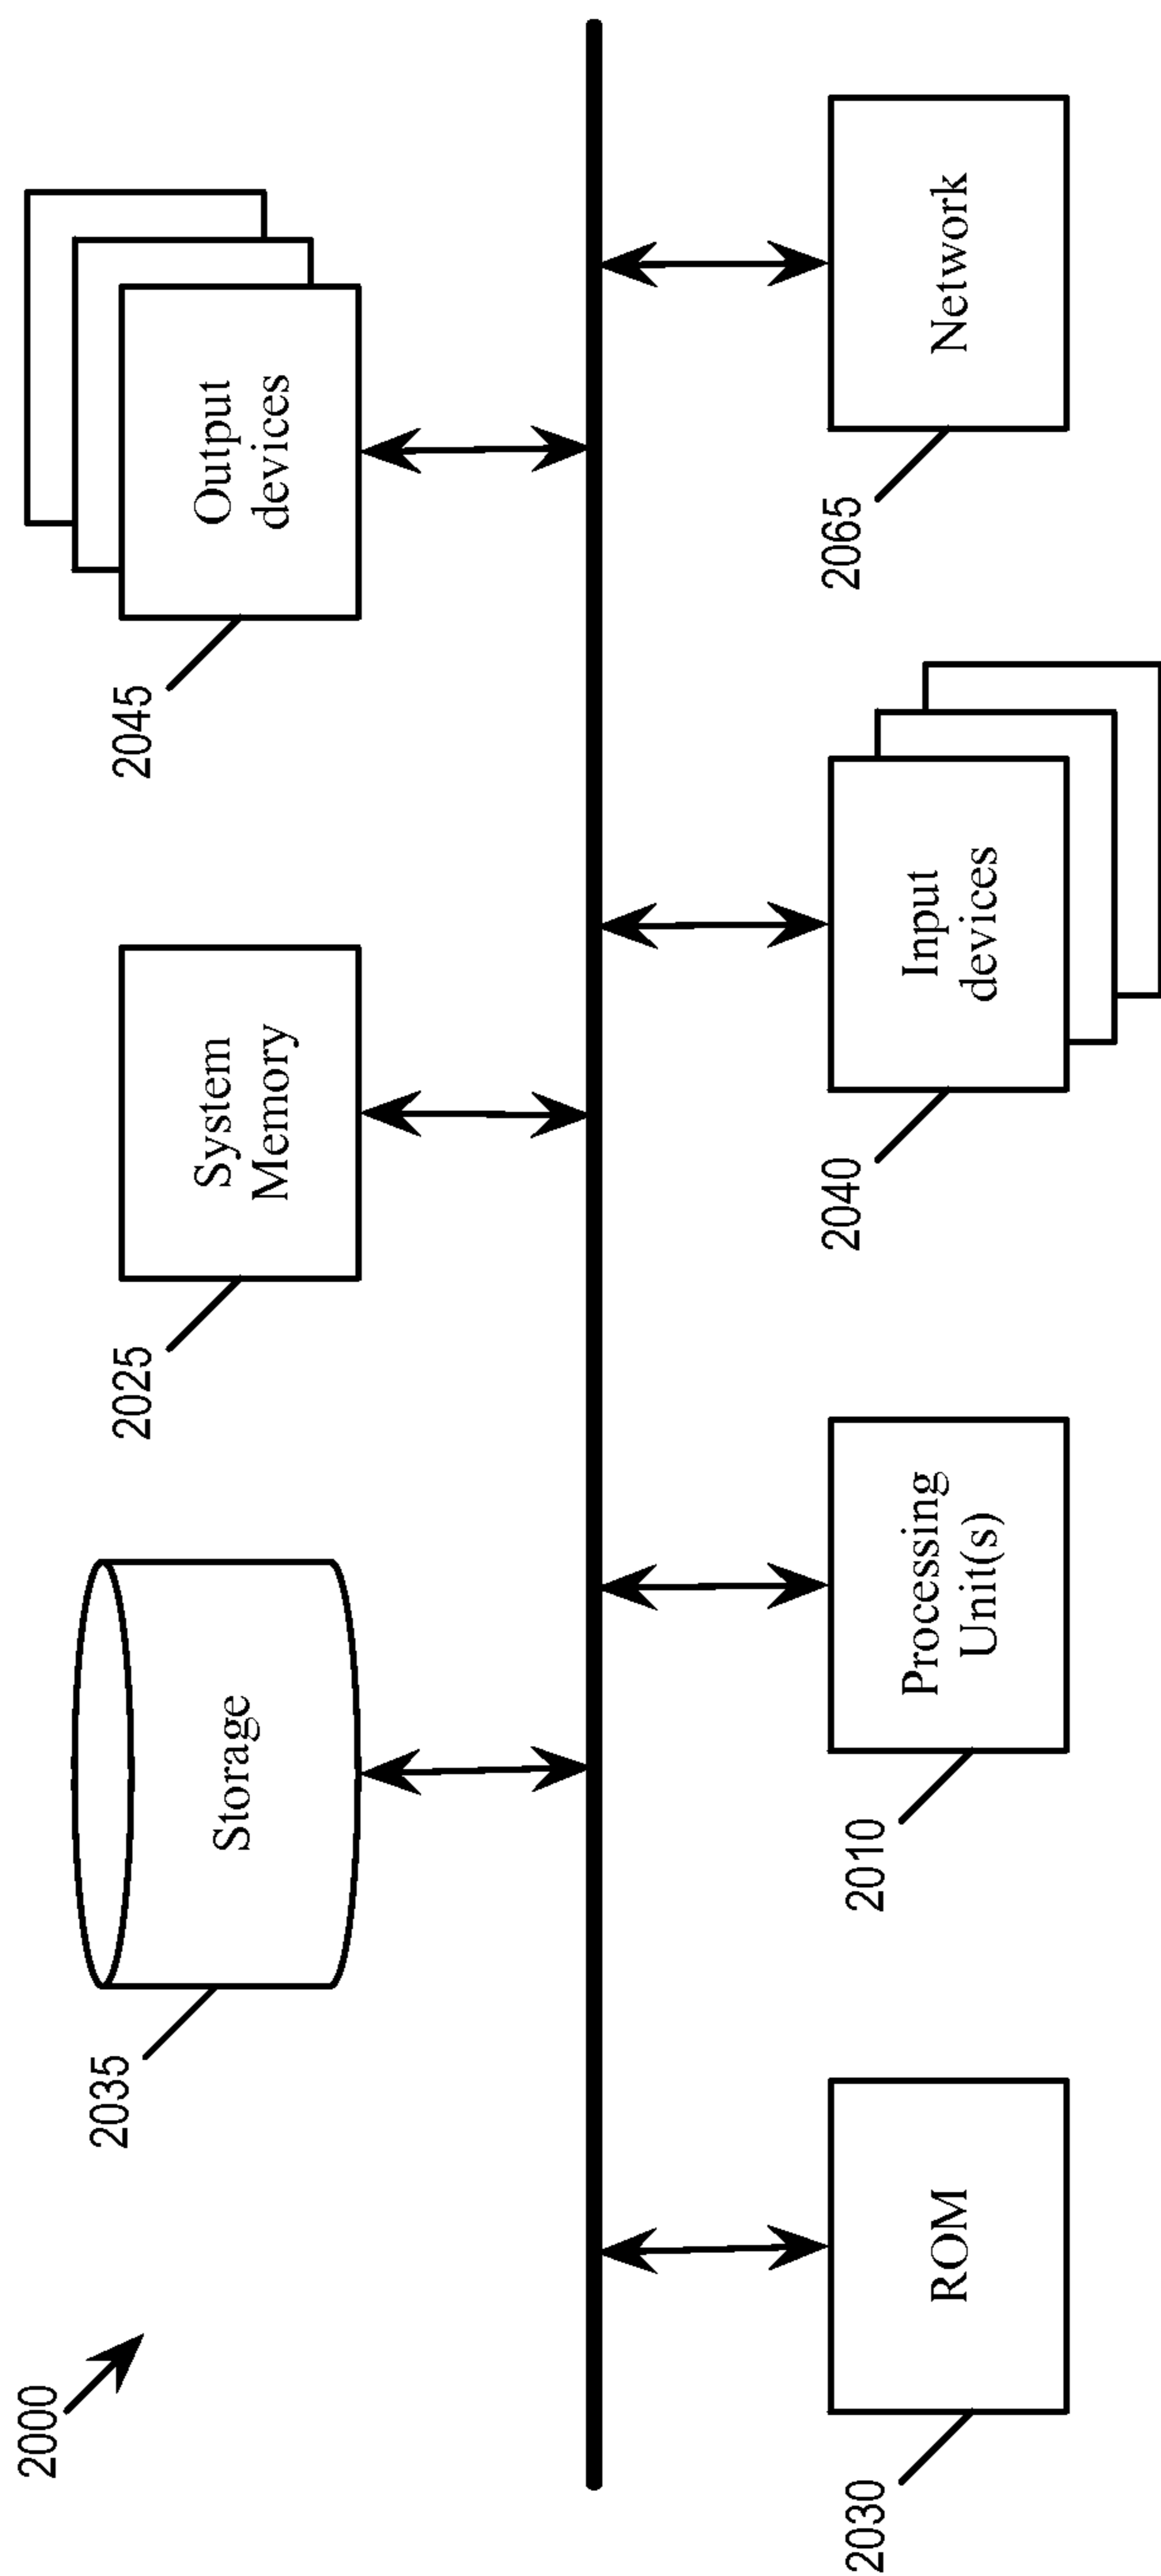 2000
2035
Storage
2025
System
Memory
2045
Output
devices
2030
ROM
2010
Processing
Unit(s)
2040
Input
devices
2065
Network